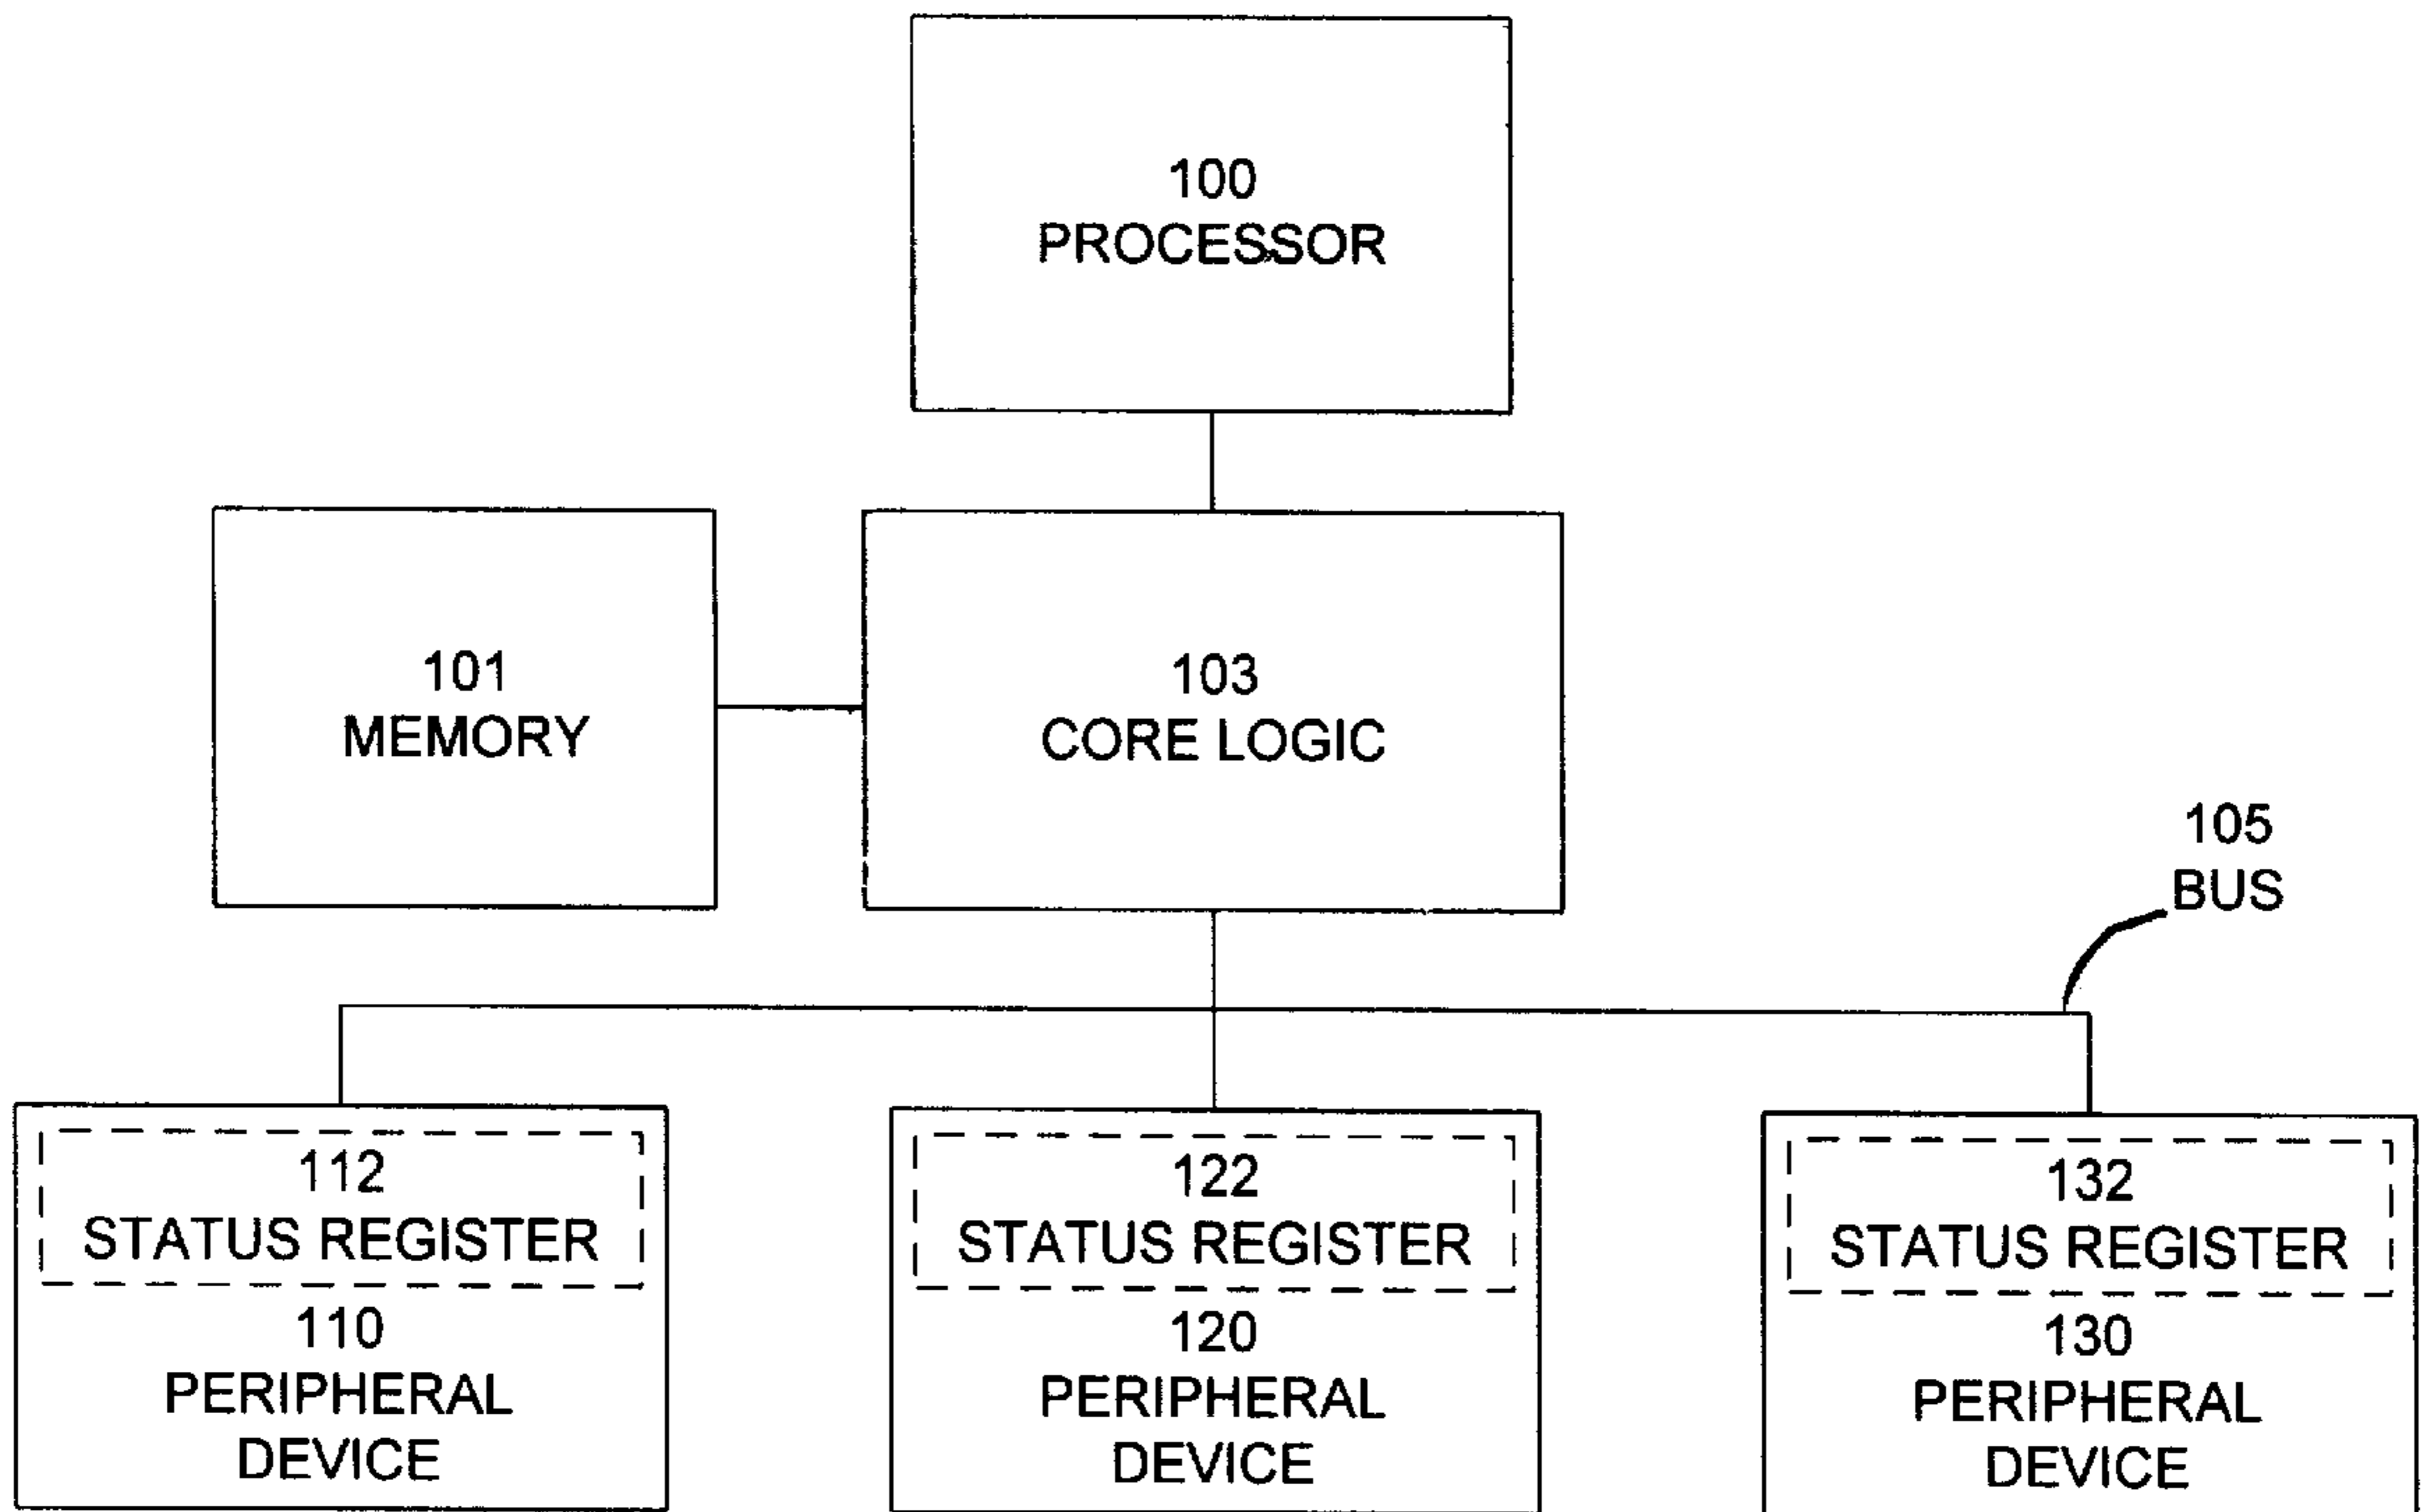 100
PROCESSOR
101
MEMORY
103
CORE LOGIC
105
BUS
112
STATUS REGISTER
110
PERIPHERAL
DEVICE
122
STATUS REGISTER
120
PERIPHERAL
DEVICE
132
STATUS REGISTER
130
PERIPHERAL
DEVICE